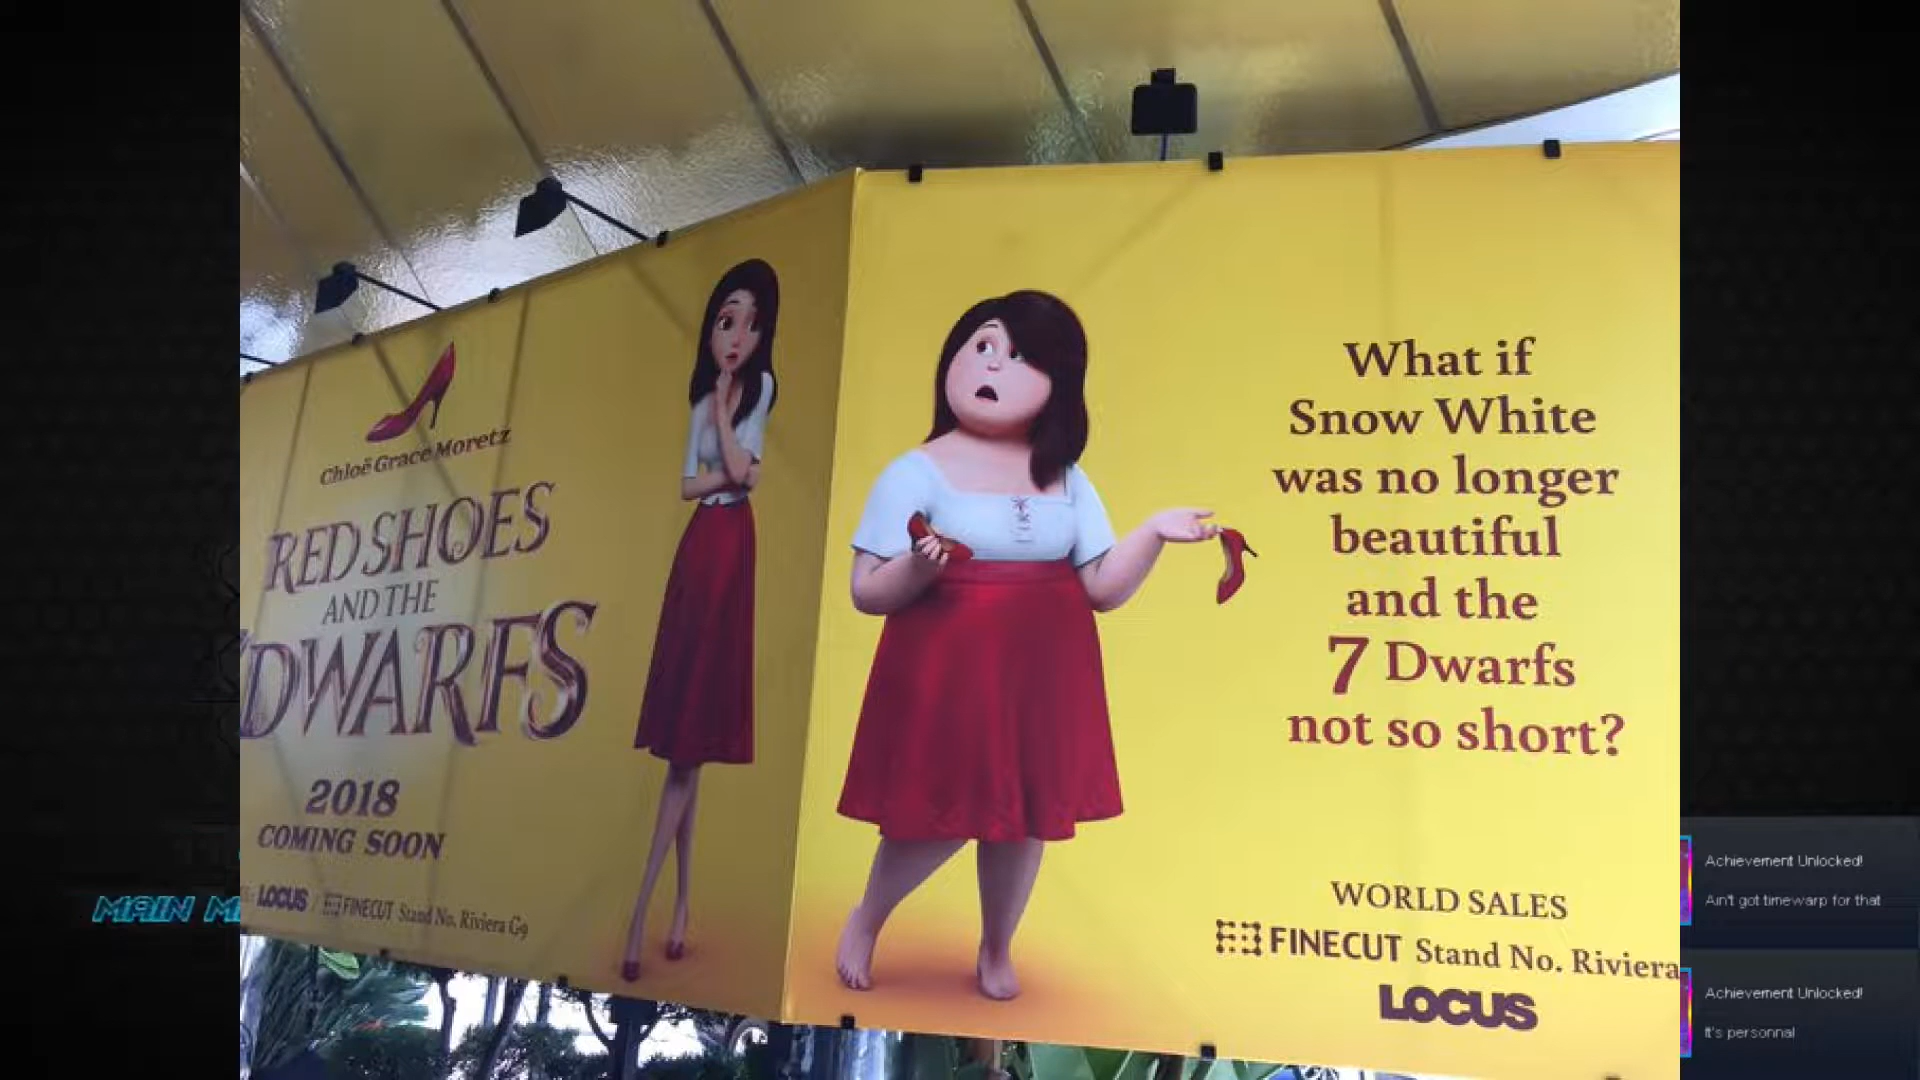 Chloë Grace Moretz
RED SHOES
AND THE
DWARFS
2018
COMING SOON
LOCUS / FINECUT Stand No. Riviera G9
What if
Snow White
was no longer
beautiful
and the
7 Dwarfs
not so short?
WORLD SALES
FINECUT Stand No. Riviera
LOCUS
MAIN M
Achievement Unlocked!
Ain't got timewarp for that
Achievement Unlocked!
It's personnal